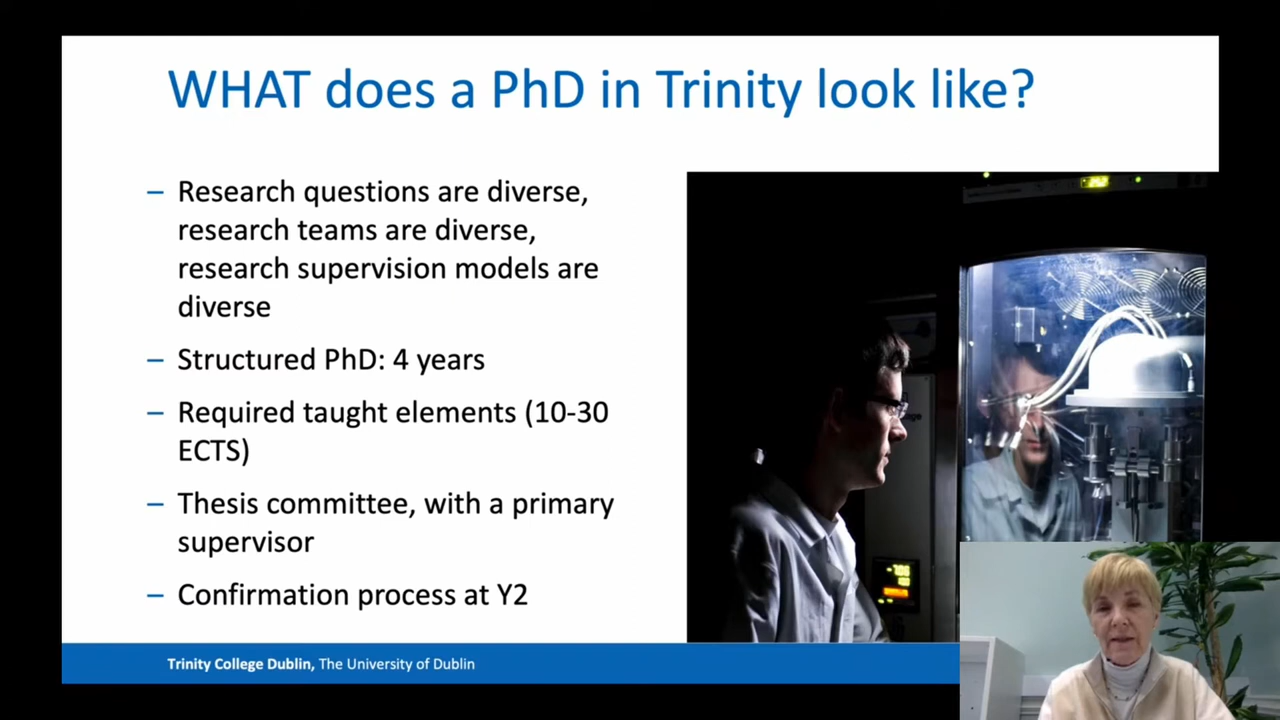 WHAT does a PhD in Trinity look like?
– Research questions are diverse,
research teams are diverse,
research supervision models are
diverse
– Structured PhD: 4 years
– Required taught elements (10-30
ECTS)
– Thesis committee, with a primary
supervisor
– Confirmation process at Y2
Trinity College Dublin, The University of Dublin